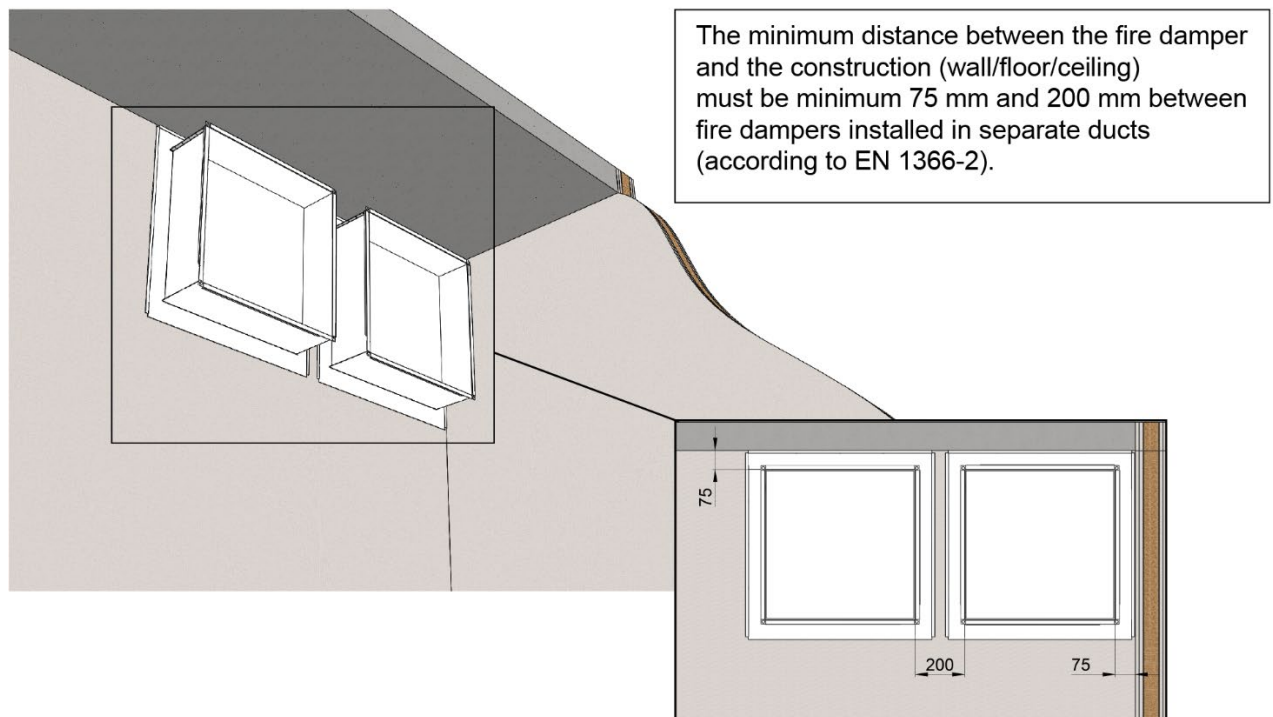 The minimum distance between the fire damper
and the construction (wall/floor/ceiling)
must be minimum 75 mm and 200 mm between
fire dampers installed in separate ducts
(according to EN 1366-2).
75
200
75